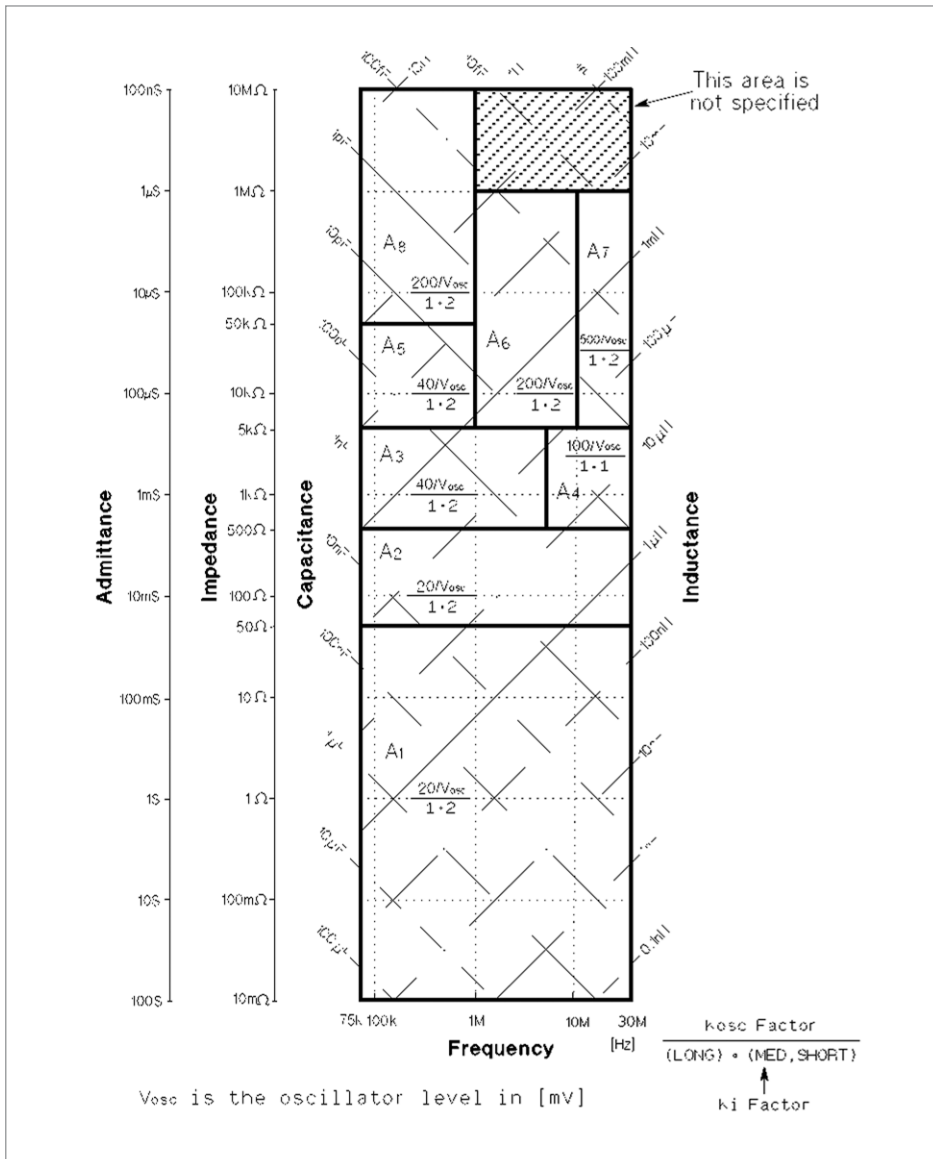 This area is
not specified
100nS
1µS
10µS
100µS
1mS
10mS
100mS
1S
10S
100S
Admittance
10MΩ
1MΩ
100kΩ
50kΩ
10kΩ
5kΩ
1kΩ
500Ω
100Ω
50Ω
10Ω
1Ω
100mΩ
10mΩ
Impedance
100fF
10fF
1pF
10pF
10nF
10µF
Capacitance
100mH
1mH
10µH
1µH
100nH
0.1nH
Inductance
A8
200/Vosc
1·2
A5
40/Vosc
1·2
A6
200/Vosc
1·2
A7
500/Vosc
1·2
A3
40/Vosc
1·2
100/Vosc
1·1
A4
A2
20/Vosc
1·2
A1
20/Vosc
1·2
75k 100k 1M 10M 30M
Frequency [Hz]
kosc Factor
(LONG) • (MED,SHORT)
ki Factor
Vosc is the oscillator level in [mV]